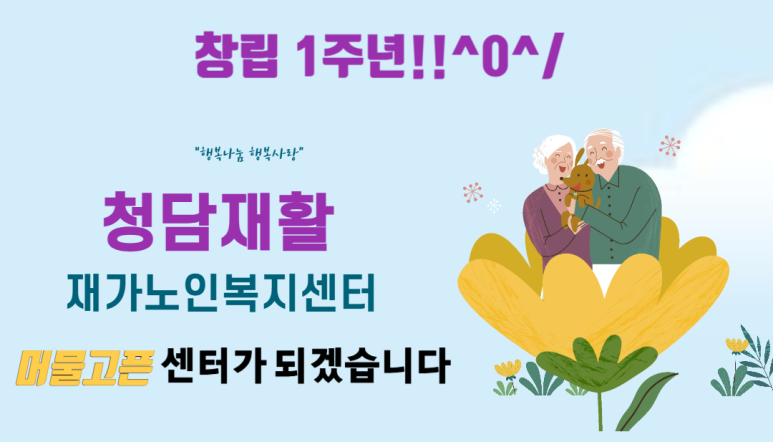 창립 1주년!!^0^/
"행복나눔 행복사랑"
청담재활
재가노인복지센터
머물고픈 센터가 되겠습니다